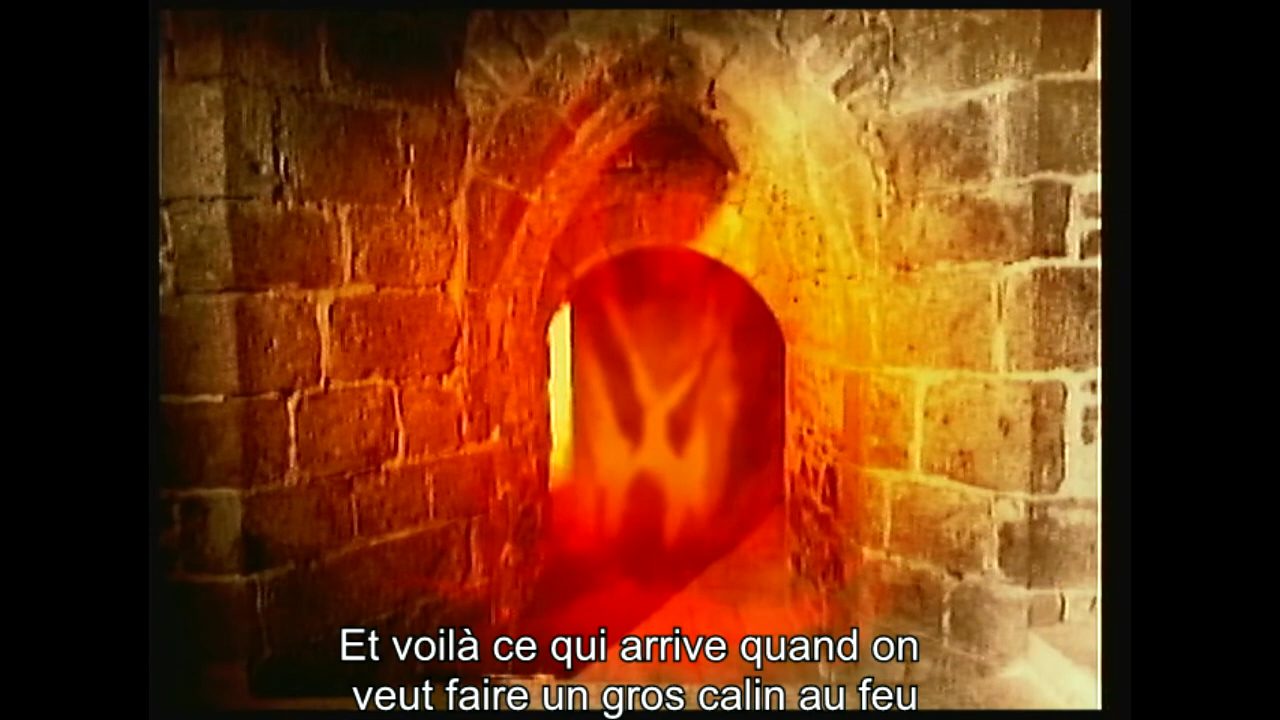 Et voilà ce qui arrive quand on
veut faire un gros calin au feu